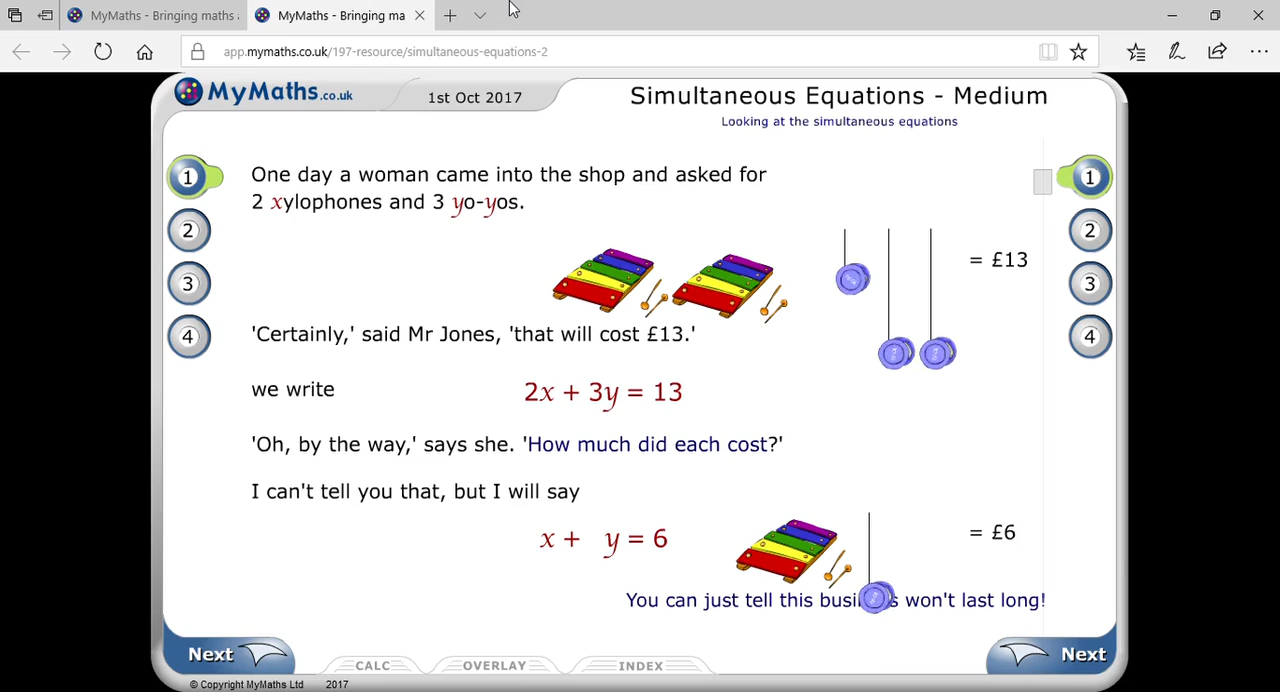 MyMaths - Bringing maths
MyMaths - Bringing ma
app.mymaths.co.uk/197-resource/simultaneous-equations-2
MyMaths.co.uk
1st Oct 2017
Simultaneous Equations - Medium
Looking at the simultaneous equations
1
1
2
2
3
3
4
4
One day a woman came into the shop and asked for
2 xylophones and 3 yo-yos.
= £13
'Certainly,' said Mr Jones, 'that will cost £13.'
we write
2x + 3y = 13
'Oh, by the way,' says she. 'How much did each cost?'
I can't tell you that, but I will say
x + y = 6
= £6
You can just tell this won't last long!
Next
CALC
OVERLAY
INDEX
Next
© Copyright MyMaths Ltd 2017